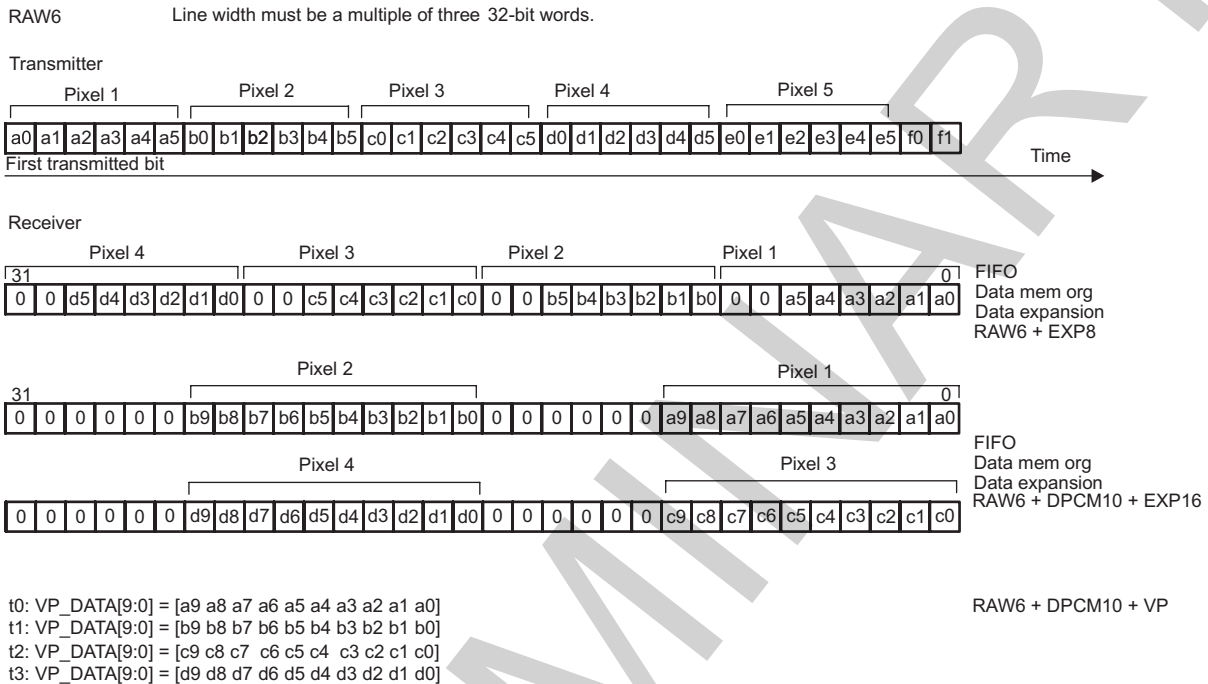 RAW6 Line width must be a multiple of three 32-bit words.
Transmitter
Pixel 1 Pixel 2 Pixel 3 Pixel 4 Pixel 5
a0 a1 a2 a3 a4 a5 b0 b1 b2 b3 b4 b5 c0 c1 c2 c3 c4 c5 d0 d1 d2 d3 d4 d5 e0 e1 e2 e3 e4 e5 f0 f1
First transmitted bit Time
Receiver
Pixel 4 Pixel 3 Pixel 2 Pixel 1
31 0
0 0 d5 d4 d3 d2 d1 d0 0 0 c5 c4 c3 c2 c1 c0 0 0 b5 b4 b3 b2 b1 b0 0 0 a5 a4 a3 a2 a1 a0
FIFO
Data mem org
Data expansion
RAW6 + EXP8
Pixel 2 Pixel 1
31 0
0 0 0 0 0 0 b9 b8 b7 b6 b5 b4 b3 b2 b1 b0 0 0 0 0 0 0 a9 a8 a7 a6 a5 a4 a3 a2 a1 a0
Pixel 4 Pixel 3
0 0 0 0 0 0 d9 d8 d7 d6 d5 d4 d3 d2 d1 d0 0 0 0 0 0 0 c9 c8 c7 c6 c5 c4 c3 c2 c1 c0
FIFO
Data mem org
Data expansion
RAW6 + DPCM10 + EXP16
t0: VP_DATA[9:0] = [a9 a8 a7 a6 a5 a4 a3 a2 a1 a0]
t1: VP_DATA[9:0] = [b9 b8 b7 b6 b5 b4 b3 b2 b1 b0]
t2: VP_DATA[9:0] = [c9 c8 c7 c6 c5 c4 c3 c2 c1 c0]
t3: VP_DATA[9:0] = [d9 d8 d7 d6 d5 d4 d3 d2 d1 d0]
RAW6 + DPCM10 + VP
MINAR